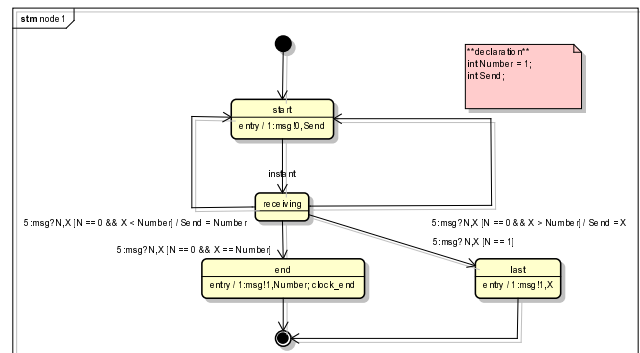 stm node1
**declaration**
int Number = 1;
int Send;
start
entry / 1:msg!0,Send
instant
receiving
5:msg?N,X [N == 0 && X < Number] / Send = Number
5:msg?N,X [N == 0 && X > Number] / Send = X
5:msg?N,X [N == 0 && X == Number]
5:msg?N,X [N == 1]
end
entry / 1:msg!1,Number; clock_end
last
entry / 1:msg!1,X